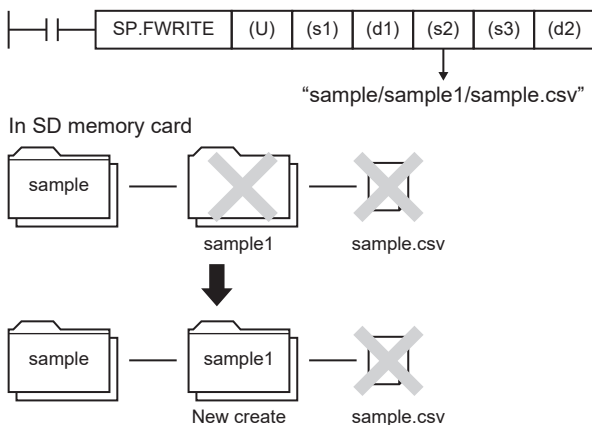 SP.FWRITE (U) (s1) (d1) (s2) (s3) (d2)
“sample/sample1/sample.csv”
In SD memory card
sample
sample1 sample.csv
sample sample1
New create sample.csv